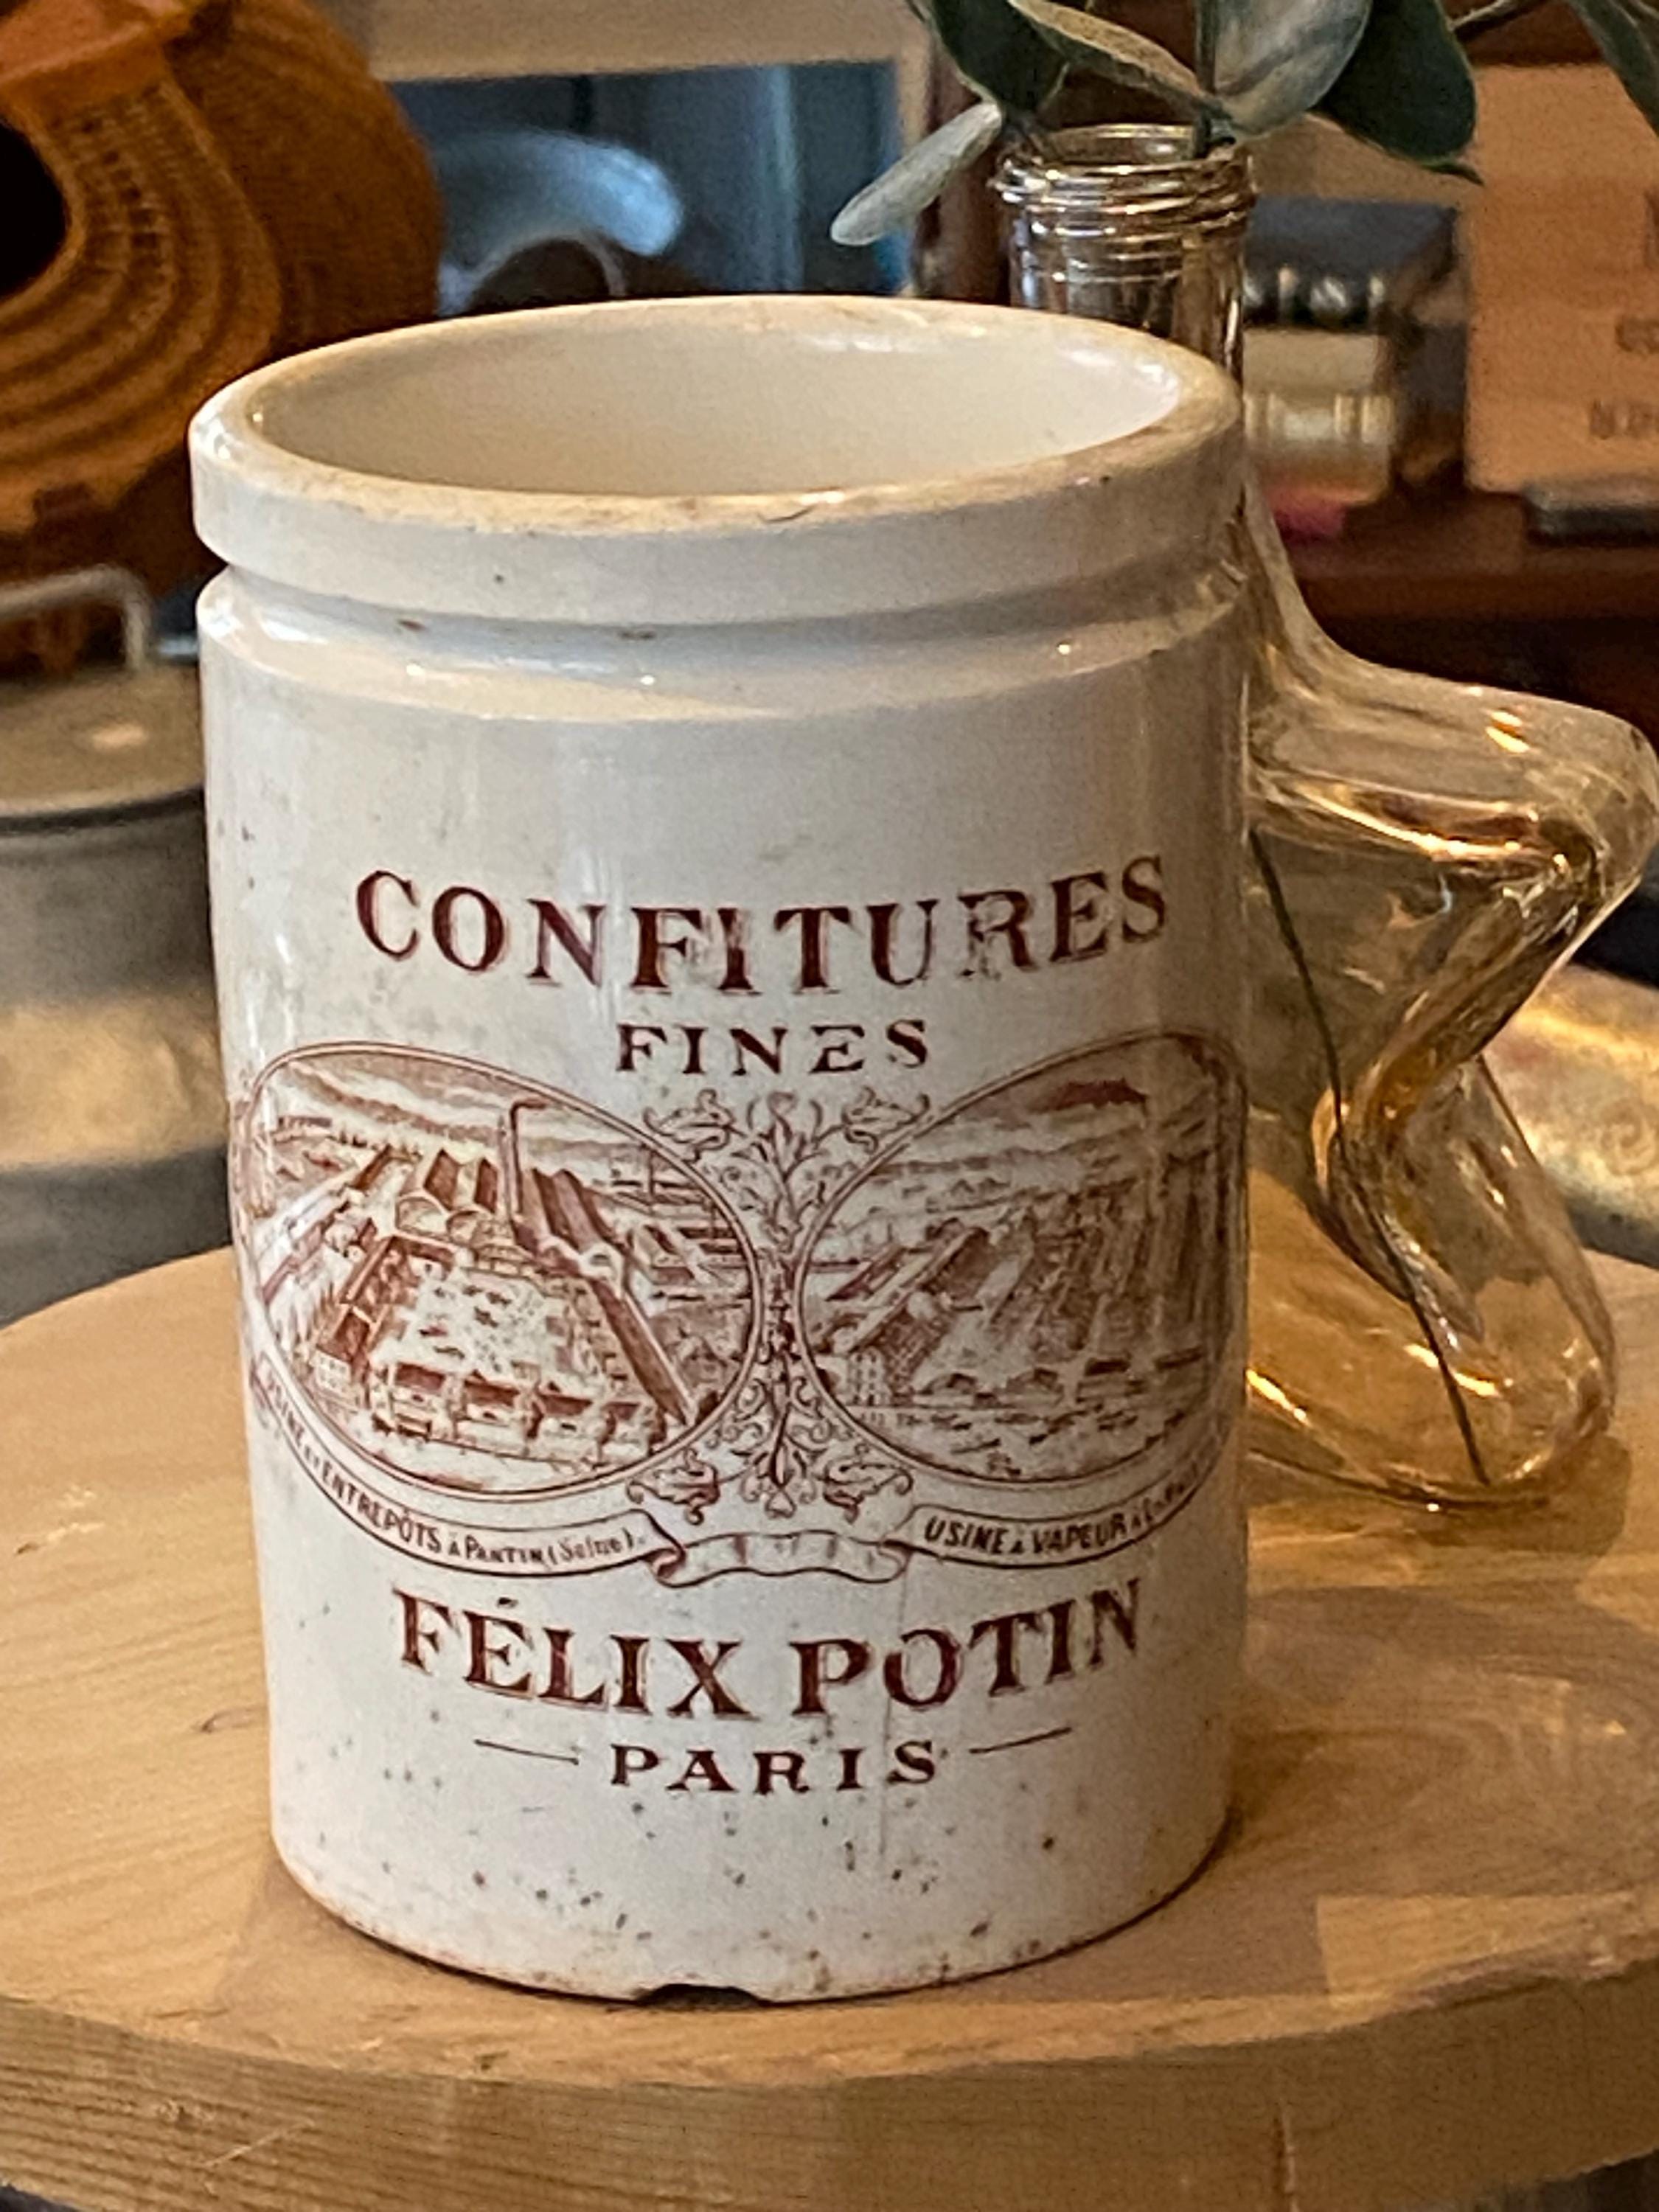 CONFITURES
FINES
USINE ET ENTREPÔTS À PANTIN (Seine).
USINE À VAPEUR À
FÉLIX POTIN
PARIS